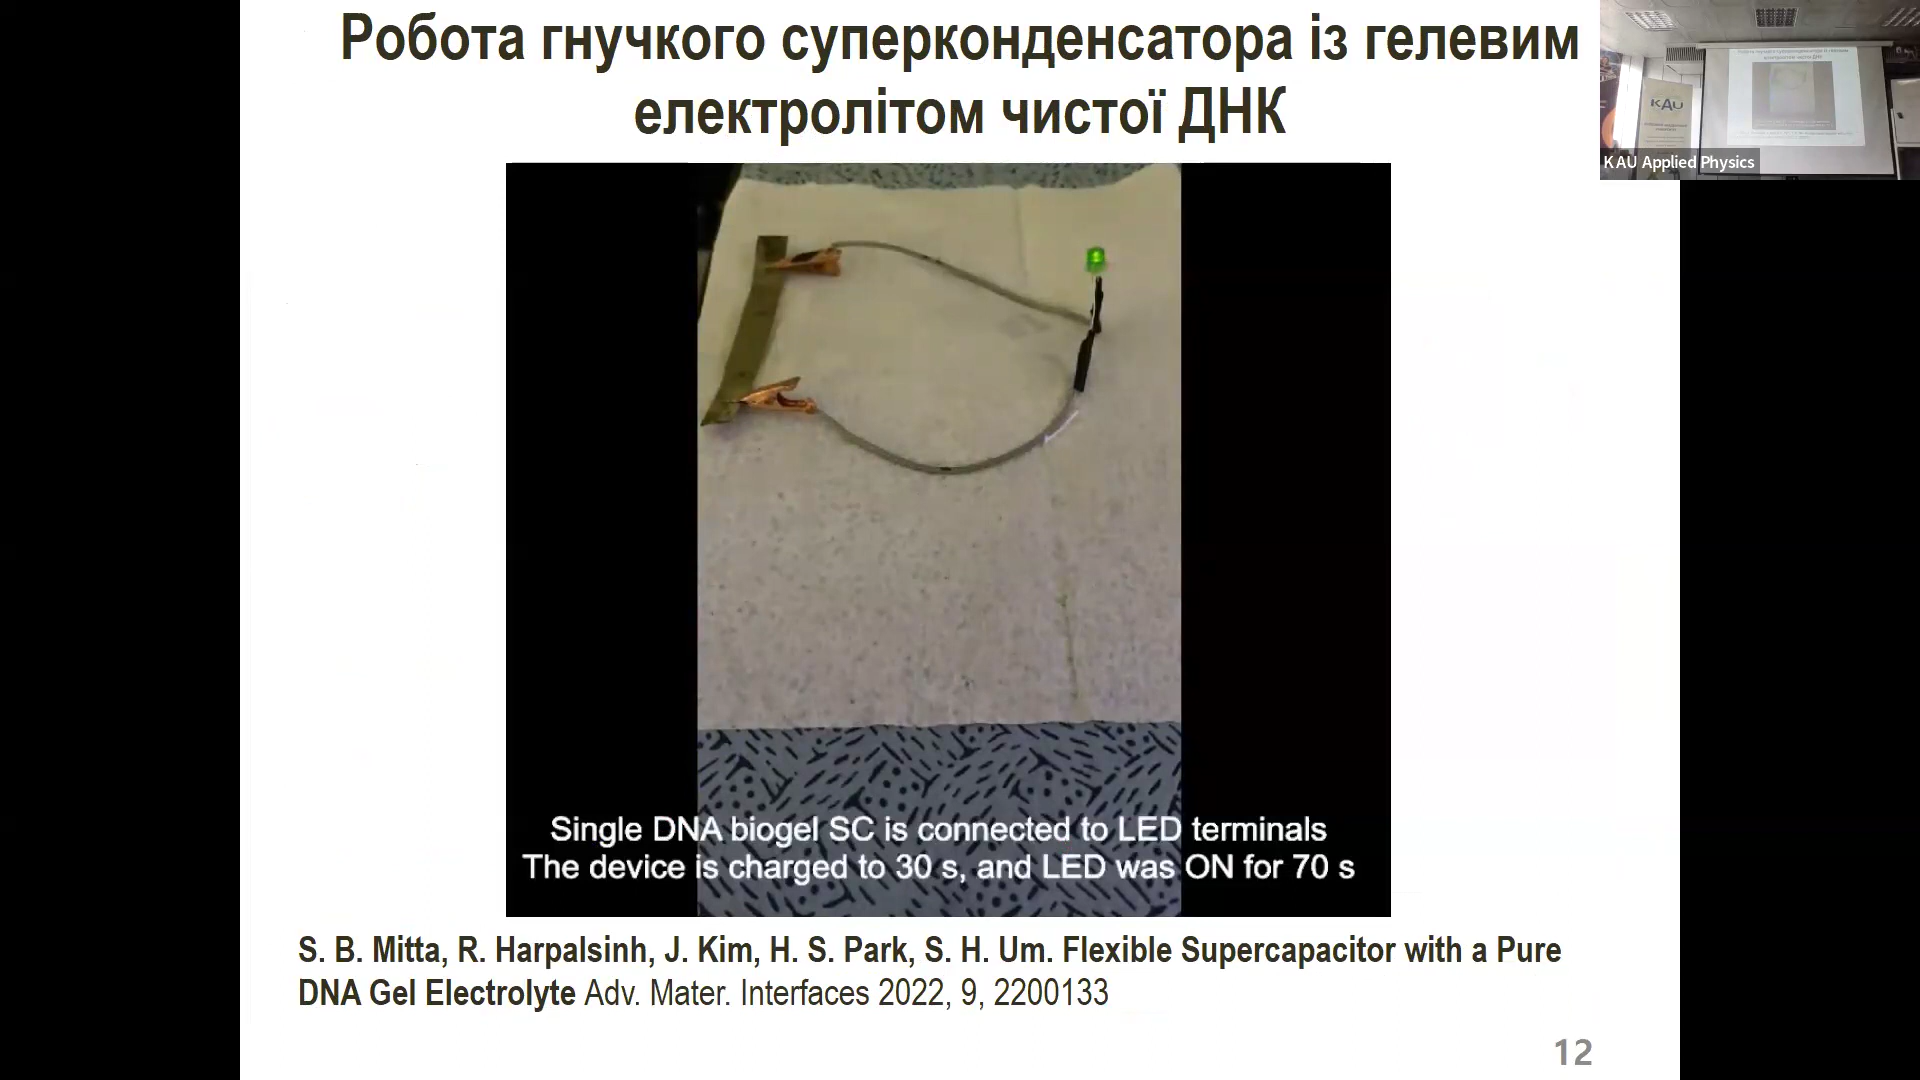 Робота гнучкого суперконденсатора із гелевим
електролітом чистої ДНК
KAU
KAU Applied Physics
Single DNA biogel SC is connected to LED terminals
The device is charged to 30 s, and LED was ON for 70 s
S. B. Mitta, R. Harpalsinh, J. Kim, H. S. Park, S. H. Um. Flexible Supercapacitor with a Pure
DNA Gel Electrolyte Adv. Mater. Interfaces 2022, 9, 2200133
12